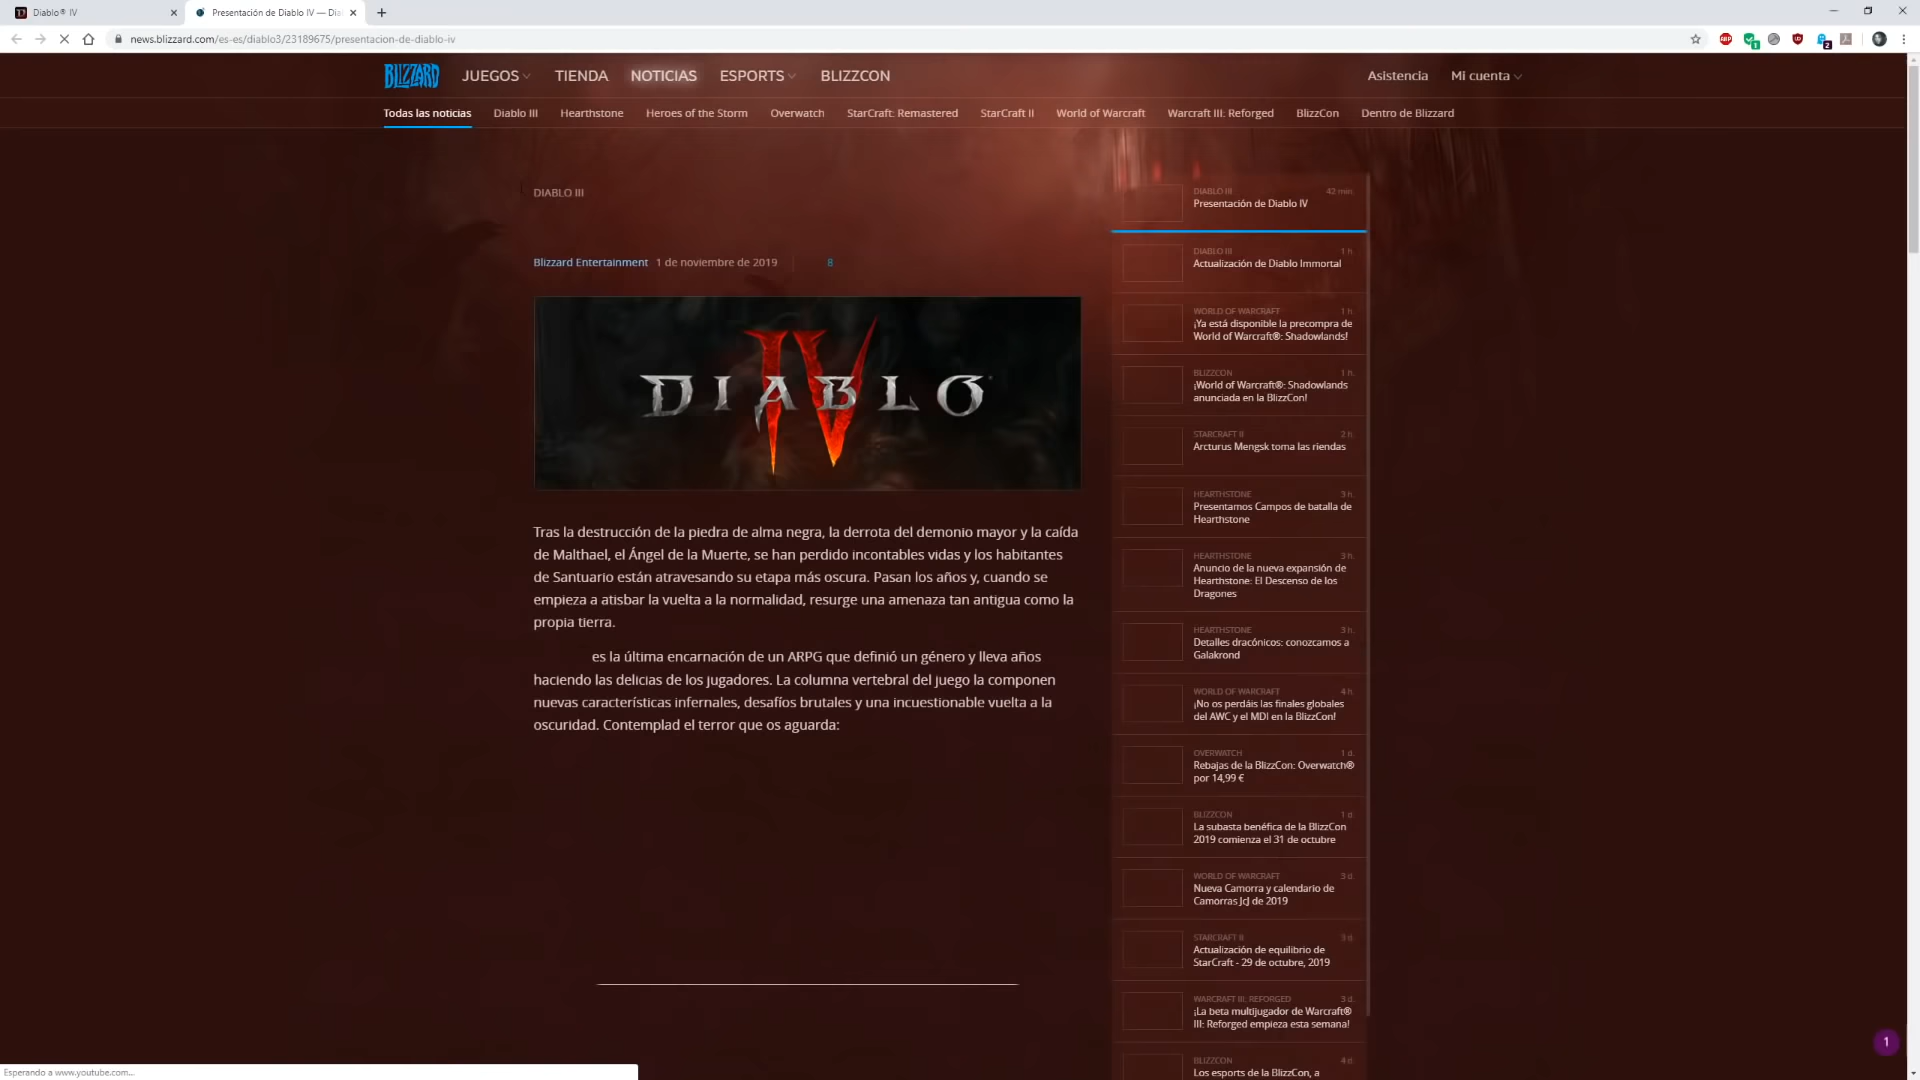 Diablo® IV
Presentación de Diablo IV — Dia
news.blizzard.com/es-es/diablo3/23189675/presentacion-de-diablo-iv
ABP
1
2
BLIZZARD
JUEGOS
TIENDA
NOTICIAS
ESPORTS
BLIZZCON
Asistencia
Mi cuenta
Todas las noticias
Diablo III
Hearthstone
Heroes of the Storm
Overwatch
StarCraft: Remastered
StarCraft II
World of Warcraft
Warcraft III: Reforged
BlizzCon
Dentro de Blizzard
DIABLO III
Blizzard Entertainment 1 de noviembre de 2019
8
DIABLO
IV
Tras la destrucción de la piedra de alma negra, la derrota del demonio mayor y la caída
de Malthael, el Ángel de la Muerte, se han perdido incontables vidas y los habitantes
de Santuario están atravesando su etapa más oscura. Pasan los años y, cuando se
empieza a atisbar la vuelta a la normalidad, resurge una amenaza tan antigua como la
propia tierra.
es la última encarnación de un ARPG que definió un género y lleva años
haciendo las delicias de los jugadores. La columna vertebral del juego la componen
nuevas características infernales, desafíos brutales y una incuestionable vuelta a la
oscuridad. Contemplad el terror que os aguarda:
DIABLO III 42 min.
Presentación de Diablo IV
DIABLO III 1 h.
Actualización de Diablo Immortal
WORLD OF WARCRAFT 1 h.
¡Ya está disponible la precompra de
World of Warcraft®: Shadowlands!
BLIZZCON 1 h.
¡World of Warcraft®: Shadowlands
anunciada en la BlizzCon!
STARCRAFT II 2 h.
Arcturus Mengsk toma las riendas
HEARTHSTONE 3 h.
Presentamos Campos de batalla de
Hearthstone
HEARTHSTONE 3 h.
Anuncio de la nueva expansión de
Hearthstone: El Descenso de los
Dragones
HEARTHSTONE 3 h.
Detalles dracónicos: conozcamos a
Galakrond
WORLD OF WARCRAFT 4 h.
¡No os perdáis las finales globales
del AWC y el MDI en la BlizzCon!
OVERWATCH 1 d.
Rebajas de la BlizzCon: Overwatch®
por 14,99 €
BLIZZCON 1 d.
La subasta benéfica de la BlizzCon
2019 comienza el 31 de octubre
WORLD OF WARCRAFT 3 d.
Nueva Camorra y calendario de
Camorras JcJ de 2019
STARCRAFT II 3 d.
Actualización de equilibrio de
StarCraft - 29 de octubre, 2019
WARCRAFT III: REFORGED 3 d.
¡La beta multijugador de Warcraft®
III: Reforged empieza esta semana!
BLIZZCON 4 d.
Los esports de la BlizzCon, a
1
Esperando a www.youtube.com...